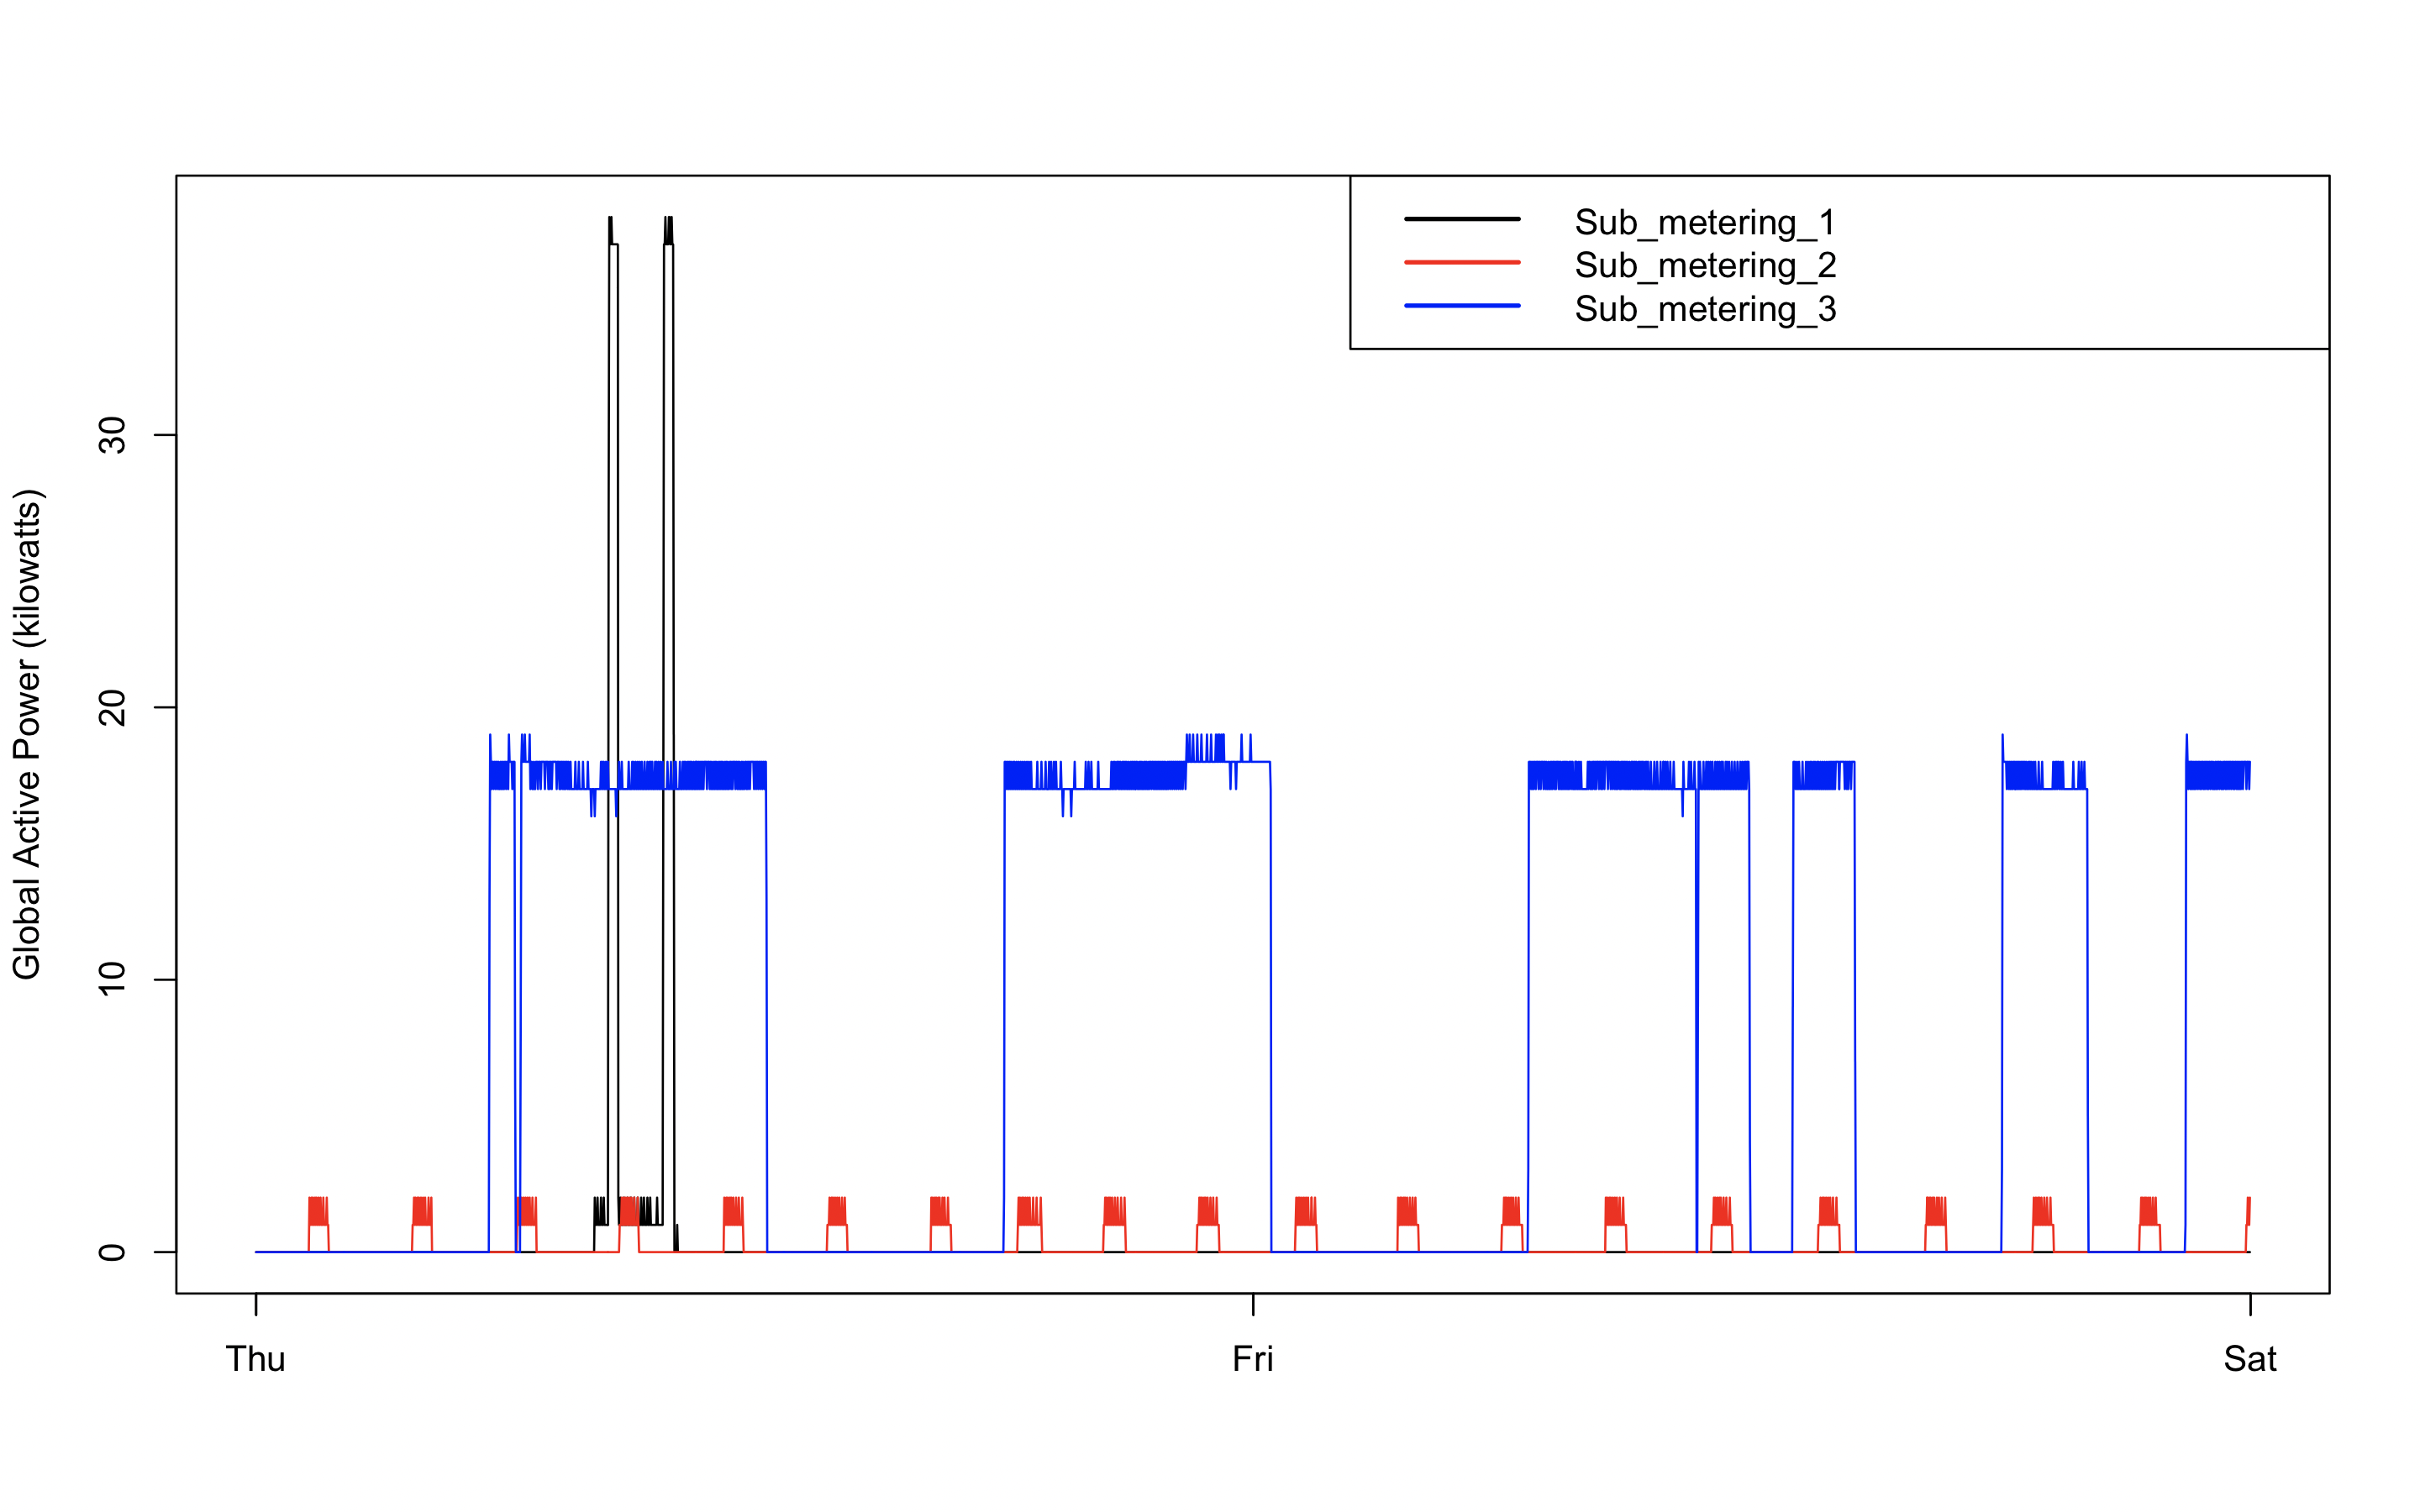 Sub_metering_1
Sub_metering_2
Sub_metering_3
Global Active Power (kilowatts)
30
20
10
0
Thu Fri Sat